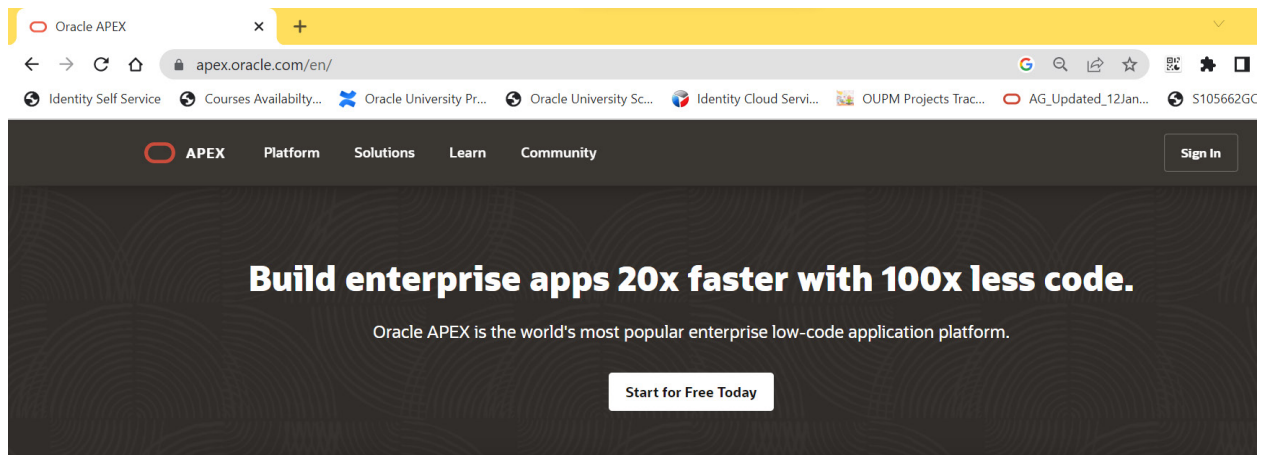 Oracle APEX
apex.oracle.com/en/
Identity Self Service Courses Availabilty... Oracle University Pr... Oracle University Sc... Identity Cloud Servi... OUPM Projects Trac... AG_Updated_12Jan... S105662GC
APEX Platform Solutions Learn Community Sign In
Build enterprise apps 20x faster with 100x less code.
Oracle APEX is the world's most popular enterprise low-code application platform.
Start for Free Today